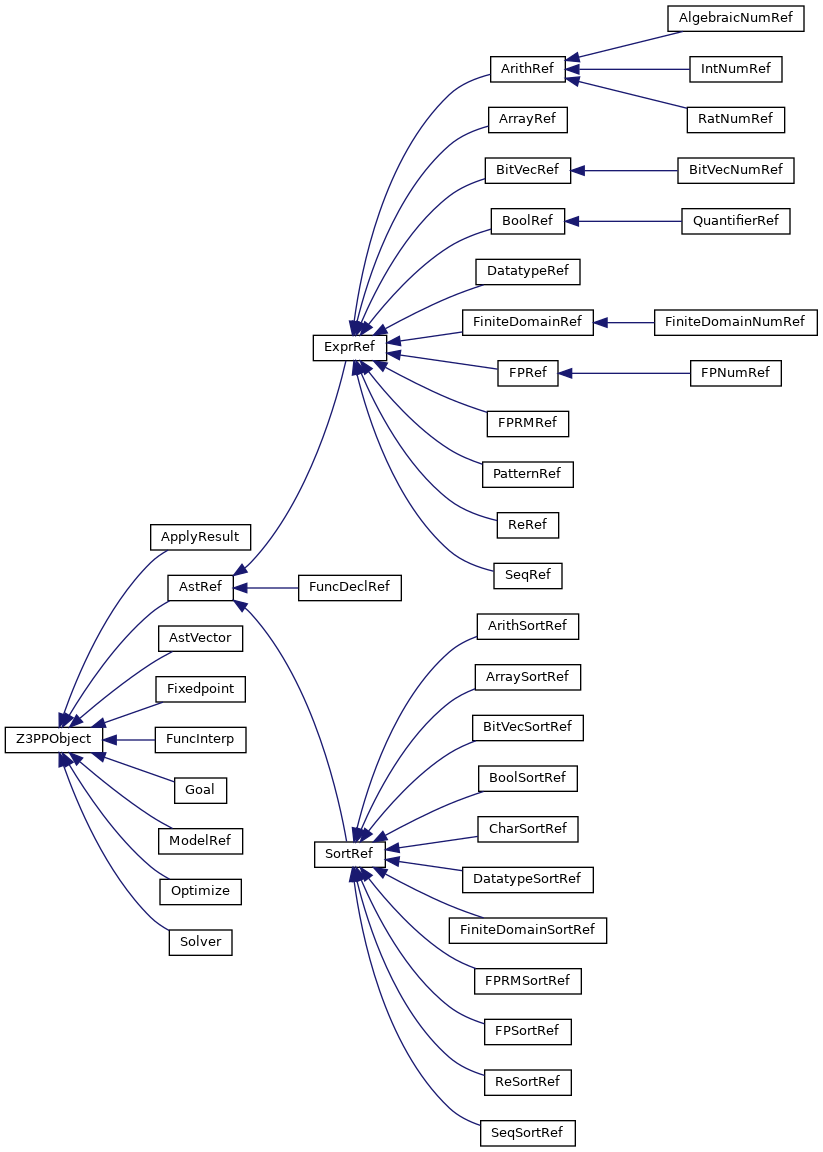 AlgebraicNumRef
ArithRef
IntNumRef
RatNumRef
ArrayRef
BitVecRef
BitVecNumRef
BoolRef
QuantifierRef
DatatypeRef
FiniteDomainRef
FiniteDomainNumRef
ExprRef
FPRef
FPNumRef
FPRMRef
PatternRef
ReRef
ApplyResult
SeqRef
AstRef
FuncDeclRef
ArithSortRef
AstVector
ArraySortRef
Fixedpoint
BitVecSortRef
Z3PPObject
FuncInterp
BoolSortRef
Goal
CharSortRef
ModelRef
SortRef
DatatypeSortRef
Optimize
FiniteDomainSortRef
Solver
FPRMSortRef
FPSortRef
ReSortRef
SeqSortRef